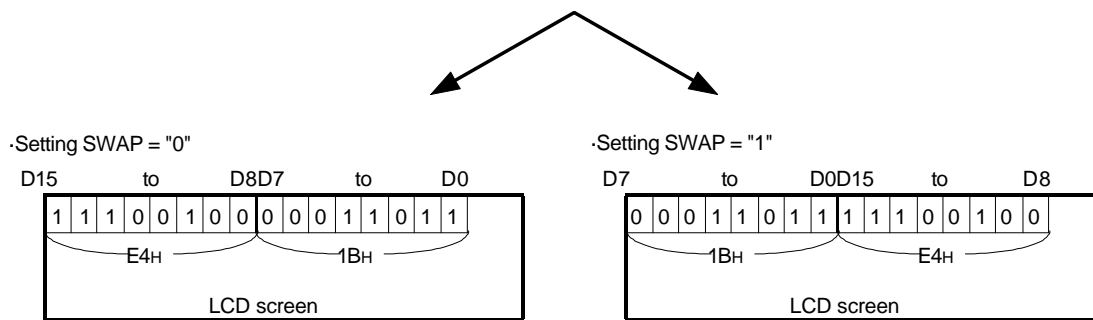 ·Setting SWAP = "0"
D15 to D8D7 to D0
1 1 1 0 0 1 0 0 0 0 0 1 1 0 1 1
E4H 1BH
LCD screen
·Setting SWAP = "1"
D7 to D0D15 to D8
0 0 0 1 1 0 1 1 1 1 1 0 0 1 0 0
1BH E4H
LCD screen